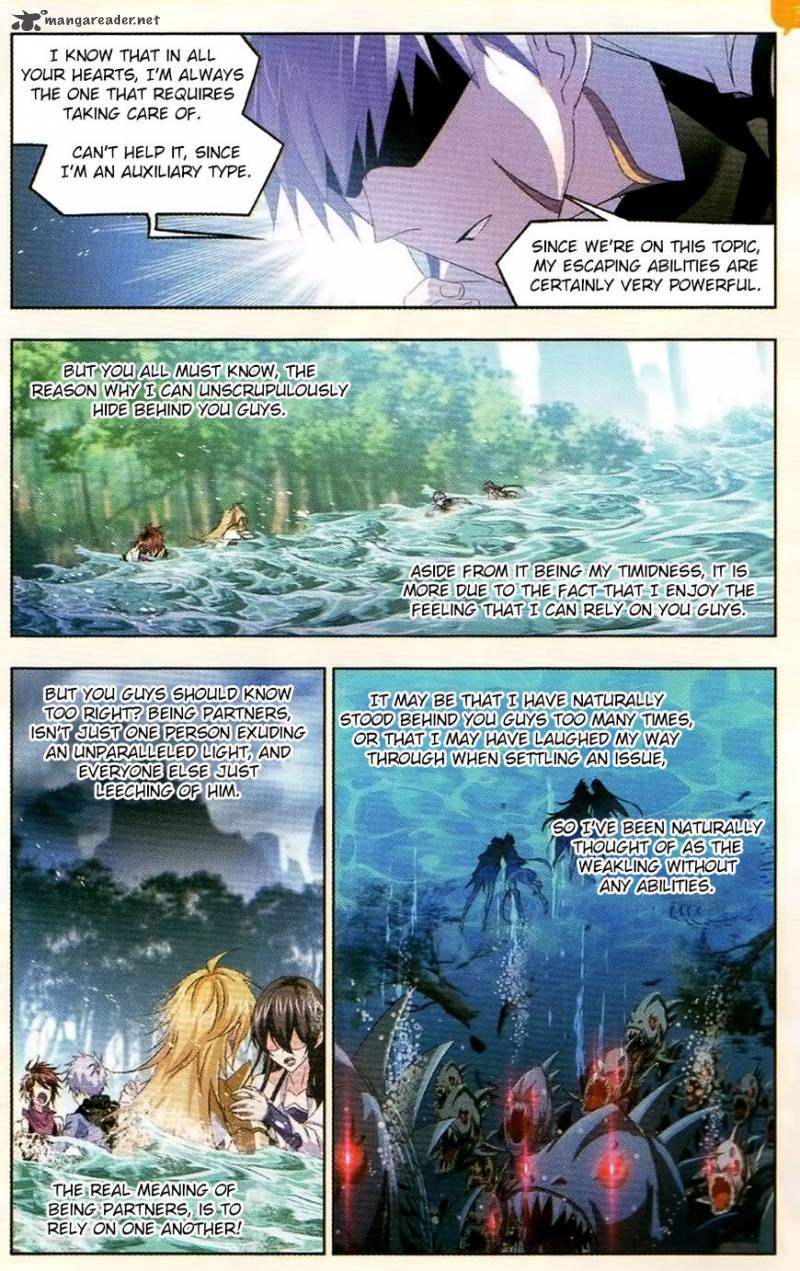 mangareader.net
I KNOW THAT IN ALL
YOUR HEARTS, I'M ALWAYS
THE ONE THAT REQUIRES
TAKING CARE OF.
CAN'T HELP IT, SINCE
I'M AN AUXILIARY TYPE.
SINCE WE'RE ON THIS TOPIC,
MY ESCAPING ABILITIES ARE
CERTAINLY VERY POWERFUL.
BUT YOU ALL MUST KNOW, THE
REASON WHY I CAN UNSCRUPULOUSLY
HIDE BEHIND YOU GUYS.
ASIDE FROM IT BEING MY TIMIDNESS, IT IS
MORE DUE TO THE FACT THAT I ENJOY THE
FEELING THAT I CAN RELY ON YOU GUYS.
BUT YOU GUYS SHOULD KNOW
TOO RIGHT? BEING PARTNERS,
ISN'T JUST ONE PERSON EXUDING
AN UNPARALLELED LIGHT, AND
EVERYONE ELSE JUST
LEECHING OF HIM.
THE REAL MEANING OF
BEING PARTNERS, IS TO
RELY ON ONE ANOTHER!
IT MAY BE THAT I HAVE NATURALLY
STOOD BEHIND YOU GUYS TOO MANY TIMES,
OR THAT I MAY HAVE LAUGHED MY WAY
THROUGH WHEN SETTLING AN ISSUE,
SO I'VE BEEN NATURALLY
THOUGHT OF AS THE
WEAKLING WITHOUT
ANY ABILITIES.